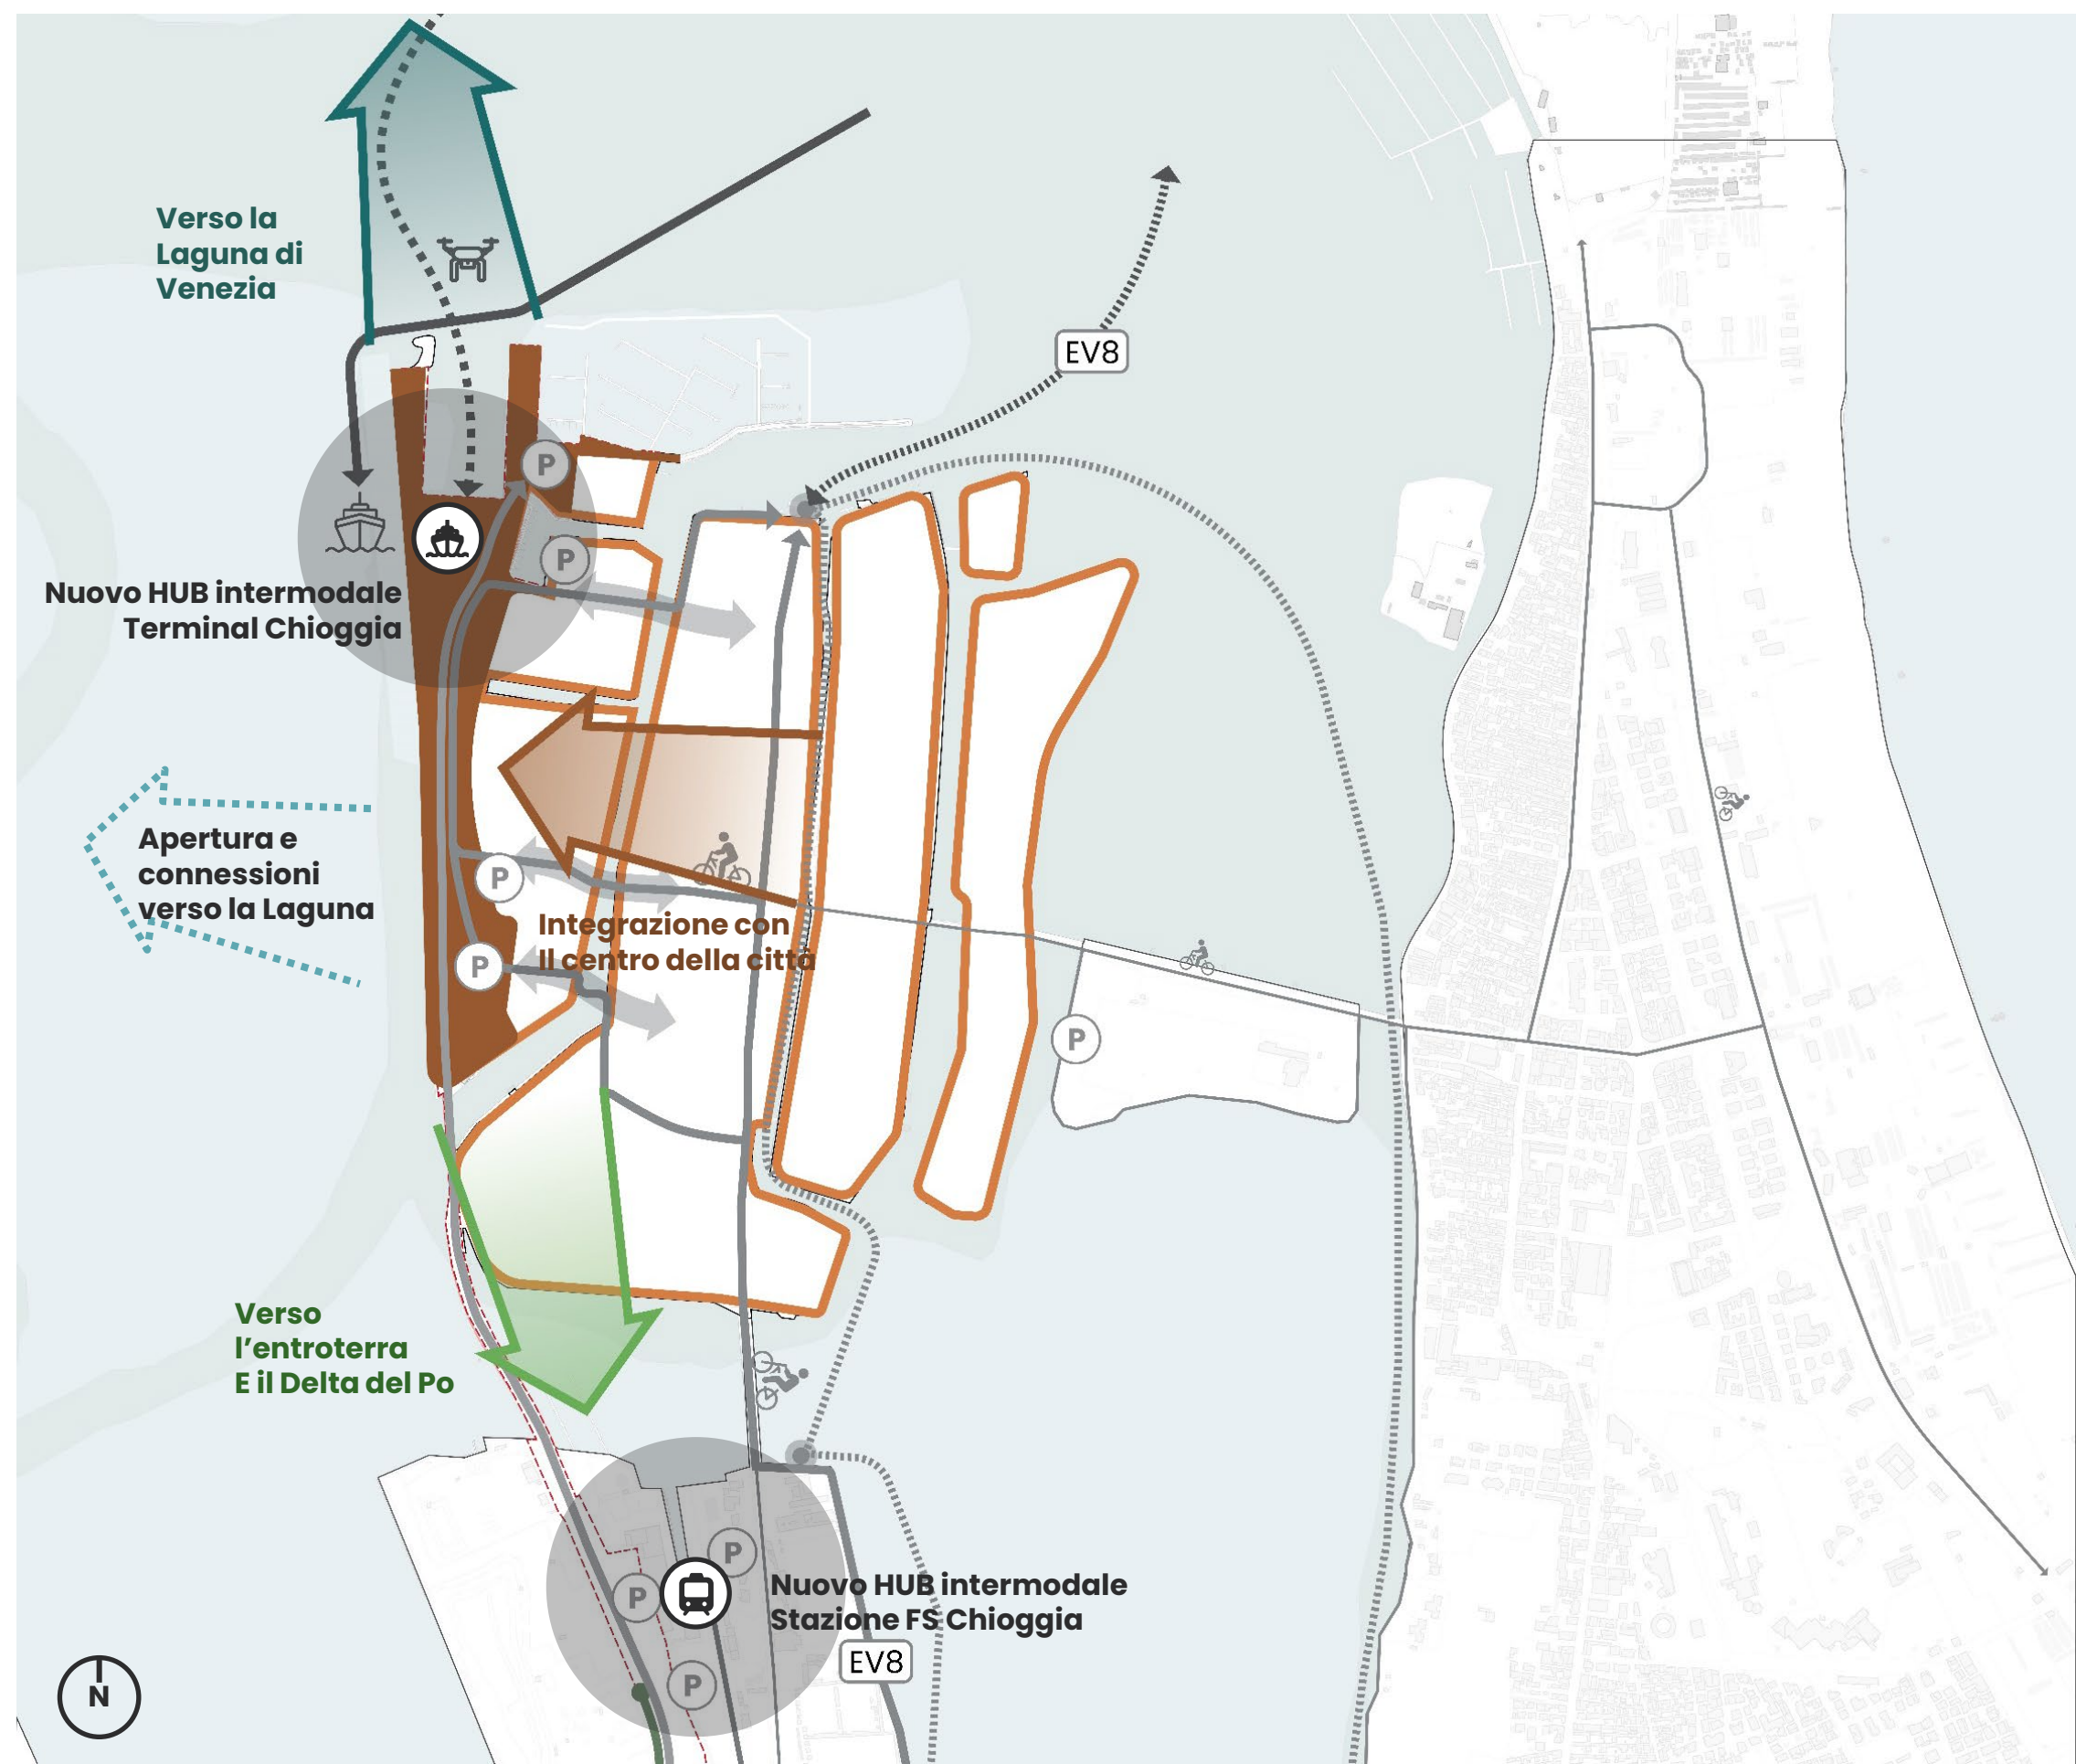 Verso la
Laguna di
Venezia
EV8
P
P
Nuovo HUB intermodale
Terminal Chioggia
Apertura e
connessioni
verso la Laguna
P
Integrazione con
Il centro della città
P
P
Verso
l'entroterra
E il Delta del Po
P
P
Nuovo HUB intermodale
Stazione FS Chioggia
EV8
P
N